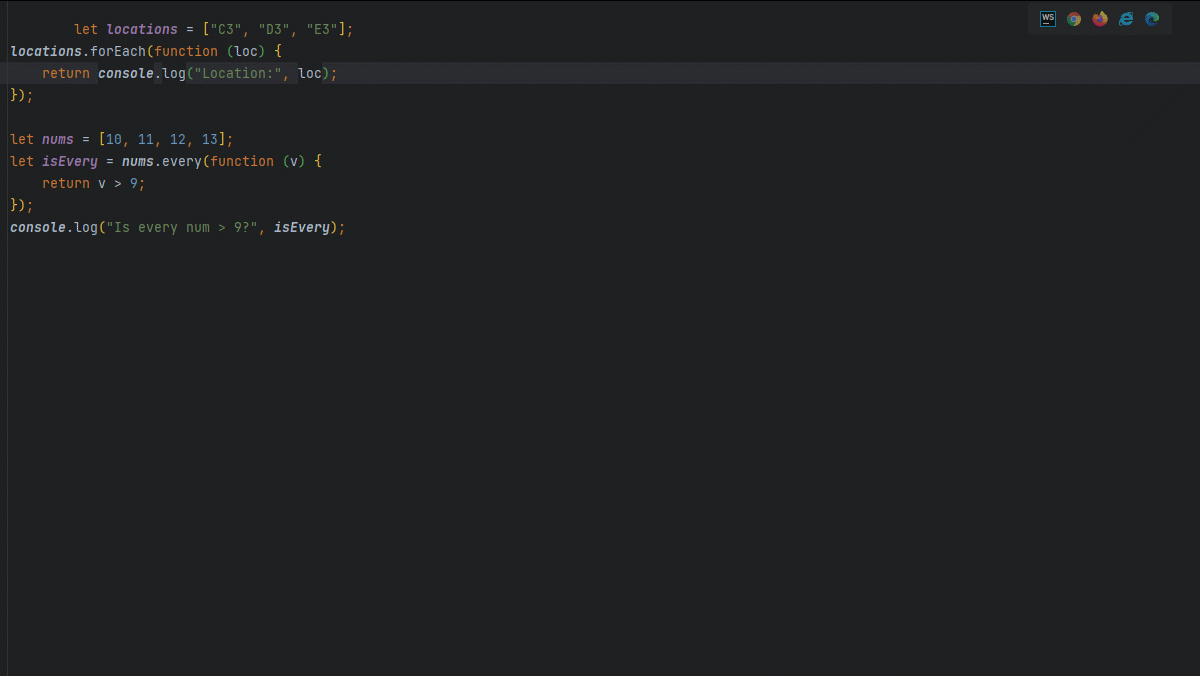 WS
let locations = ["C3", "D3", "E3"];
locations.forEach(function (loc) {
    return console.log("Location:", loc);
});

let nums = [10, 11, 12, 13];
let isEvery = nums.every(function (v) {
    return v > 9;
});
console.log("Is every num > 9?", isEvery);